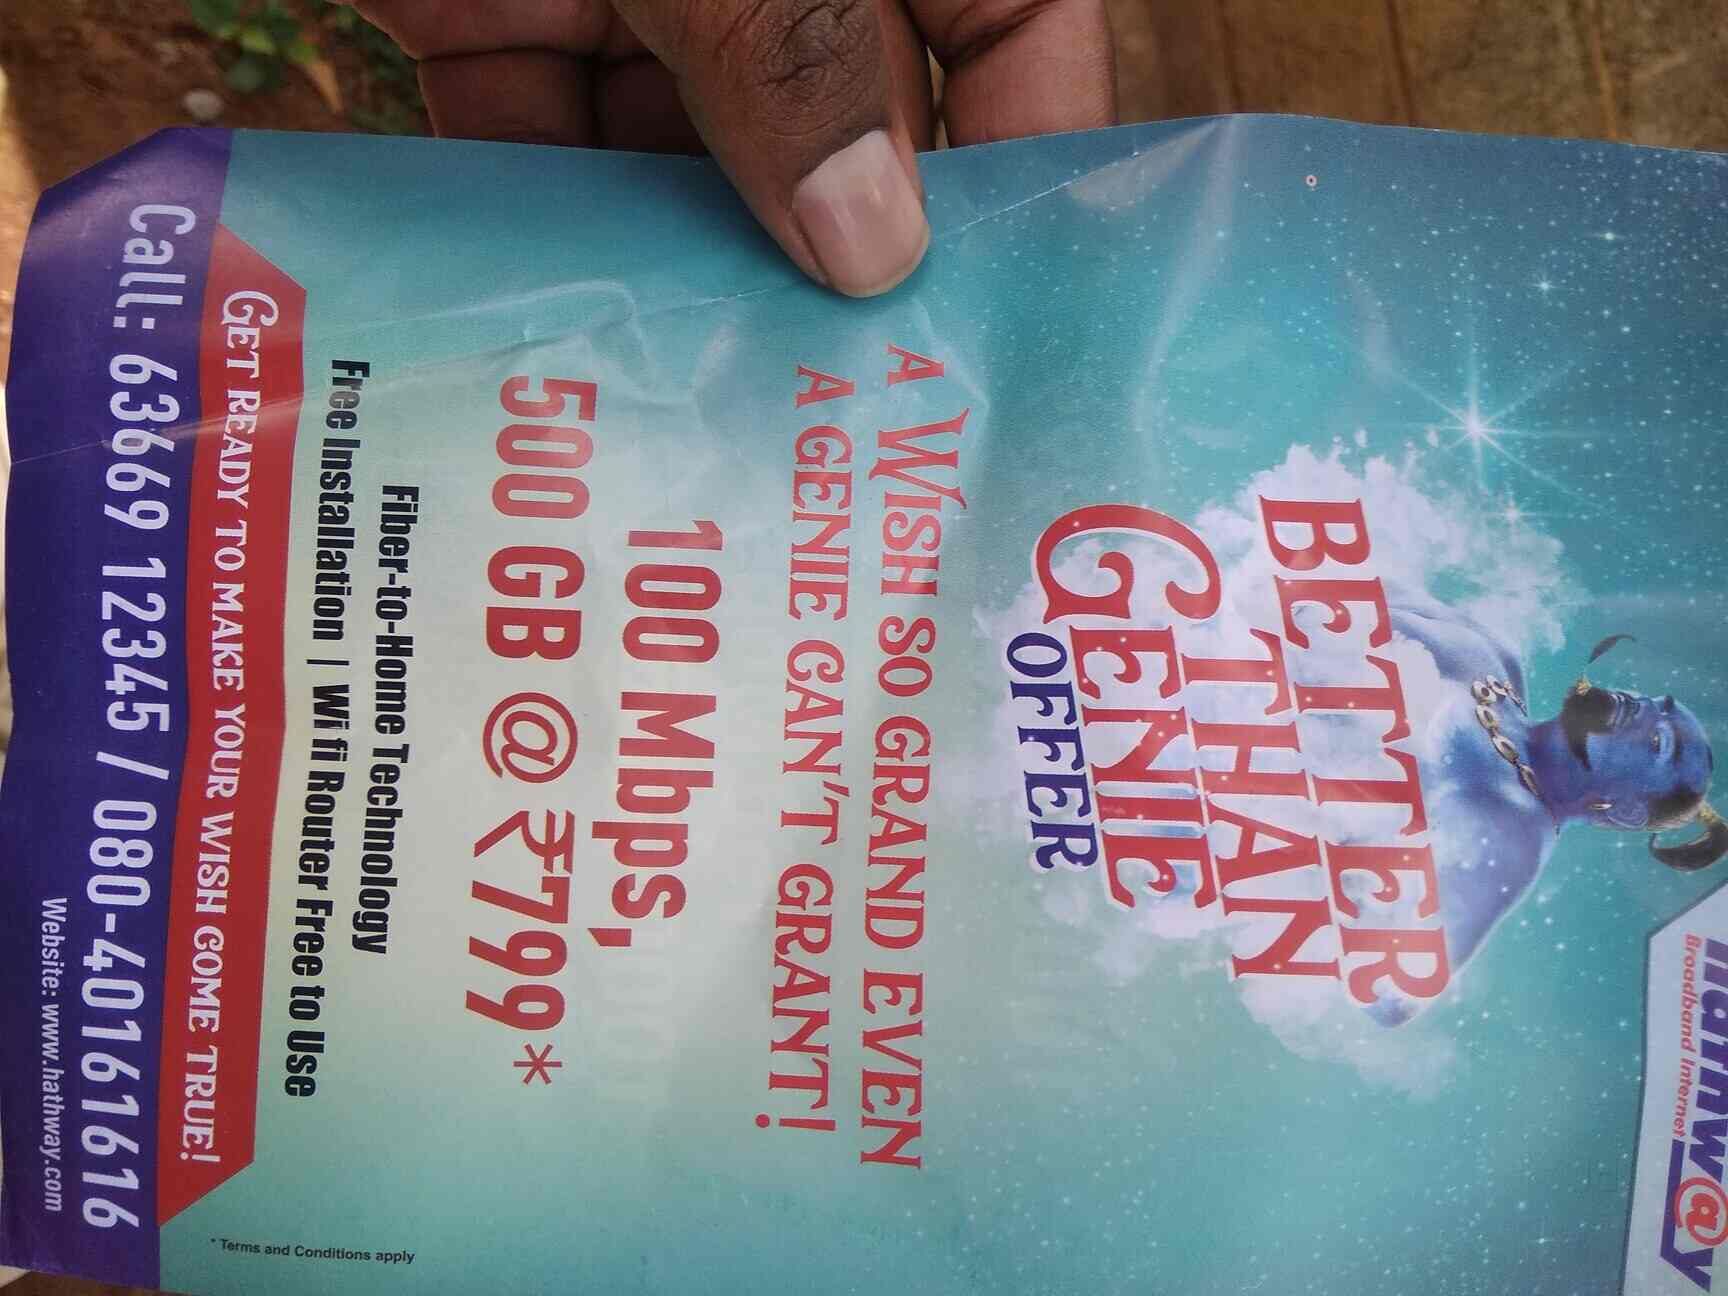 Hathw@y
Broadband Internet
BETTER
THAN
GENIE
OFFER
A WISH SO GRAND EVEN
A GENIE CAN'T GRANT!
100 Mbps,
500 GB @ ₹799*
Fiber-to-Home Technology
Free Installation | Wi fi Router Free to Use
GET READY TO MAKE YOUR WISH COME TRUE!
Call: 63669 12345 / 080-40161616
Website: www.hathway.com
* Terms and Conditions apply